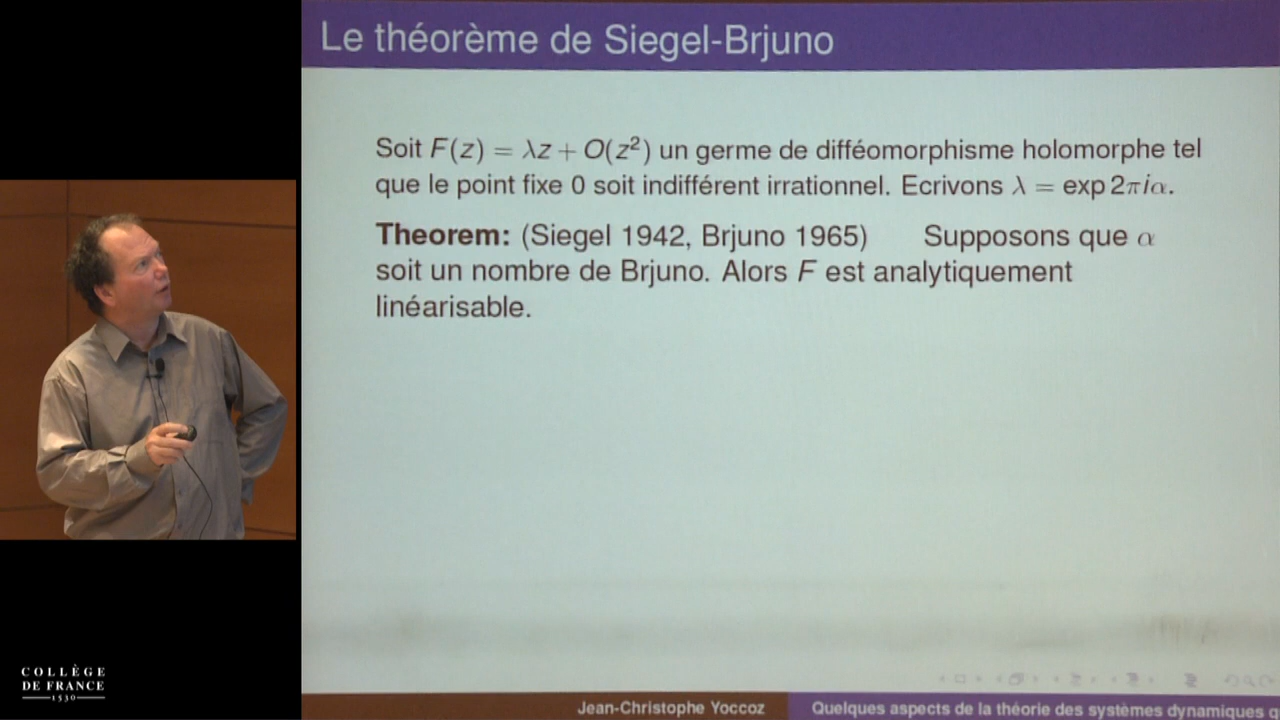 Le théorème de Siegel-Brjuno
Soit F(z) = λz + O(z²) un germe de difféomorphisme holomorphe tel
que le point fixe 0 soit indifférent irrationnel. Ecrivons λ = exp 2πiα.
Theorem: (Siegel 1942, Brjuno 1965) Supposons que α
soit un nombre de Brjuno. Alors F est analytiquement
linéarisable.
COLLÈGE
DE FRANCE
1530
Jean-Christophe Yoccoz
Quelques aspects de la théorie des systèmes dynamiques q